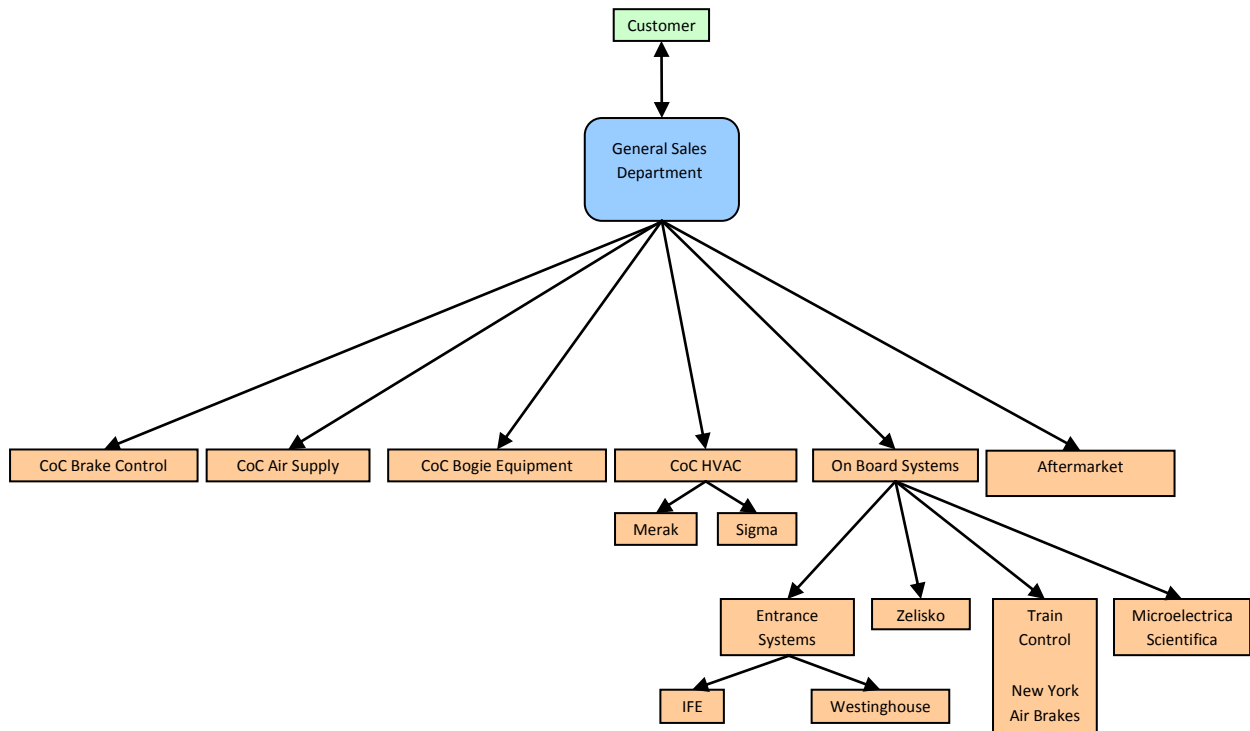 Customer
General Sales
Department
CoC Brake Control
CoC Air Supply
CoC Bogie Equipment
CoC HVAC
On Board Systems
Aftermarket
Merak
Sigma
Entrance
Systems
Zelisko
Train
Control
New York
Air Brakes
Microelectrica
Scientifica
IFE
Westinghouse